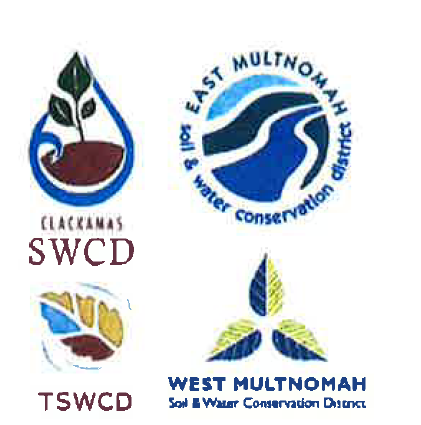 CLACKAMAS
SWCD
EAST MULTNOMAH
soil & water conservation district
TSWCD
WEST MULTNOMAH
Soil & Water Conservation District